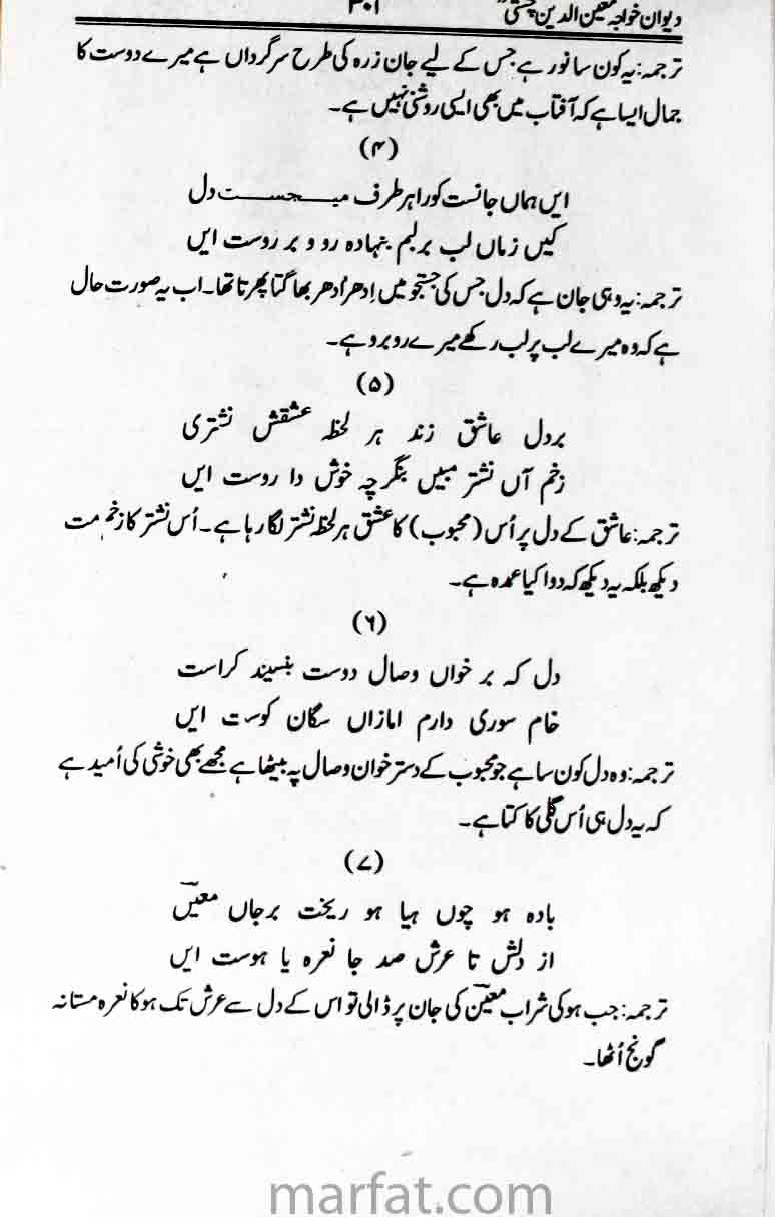 دیوان خواجہ معین الدین چشتیؒ
۳۰۱
ترجمہ: یہ کون سا نور ہے جس کے لیے جان زرہ کی طرح سرگرداں ہے میرے دوست کا
جمال ایسا ہے کہ آفتاب میں بھی ایسی روشنی نہیں ہے۔
(۴)
ایں ہماں جانست کورا ہر طرف میجست دل
کیں زماں لب برلبم بنہادہ رو و بر روست ایں
ترجمہ: یہ وہی جان ہے کہ دل جس کی جستجو میں اِدھر اُدھر بھاگتا پھرتا تھا۔ اب یہ صورت حال
ہے کہ وہ میرے لب پر لب رکھے میرے روبرو ہے۔
(۵)
بردل عاشق زند ہر لحظہ عشقش نشتری
زخم آں نشتر مبیں بنگر چہ خوش دا روست ایں
ترجمہ: عاشق کے دل پر اُس (محبوب) کا عشق ہر لحظہ نشتر لگا رہا ہے۔ اُس نشتر کا زخم مت
دیکھ بلکہ یہ دیکھ کہ دوا کیا عمدہ ہے۔
(۶)
دل کہ بر خواں وصال دوست بنسیند کراست
خام سوری دارم امازاں سگان کوست ایں
ترجمہ: وہ دل کون سا ہے جو محبوب کے دسترخوان وصال پہ بیٹھا ہے مجھے بھی خوشی کی اُمید ہے
کہ یہ دل ہی اُس گلی کا کتا ہے۔
(۷)
بادہ ہو چوں ہیا ہو ریخت برجاں معیںؔ
از دلش تا عرش صد جا نعرہ یا ہوست ایں
ترجمہ: جب ہو کی شراب معینؔ کی جان پر ڈالی تو اس کے دل سے عرش تک ہو کا نعرہ مستانہ
گونج اُٹھا۔
marfat.com